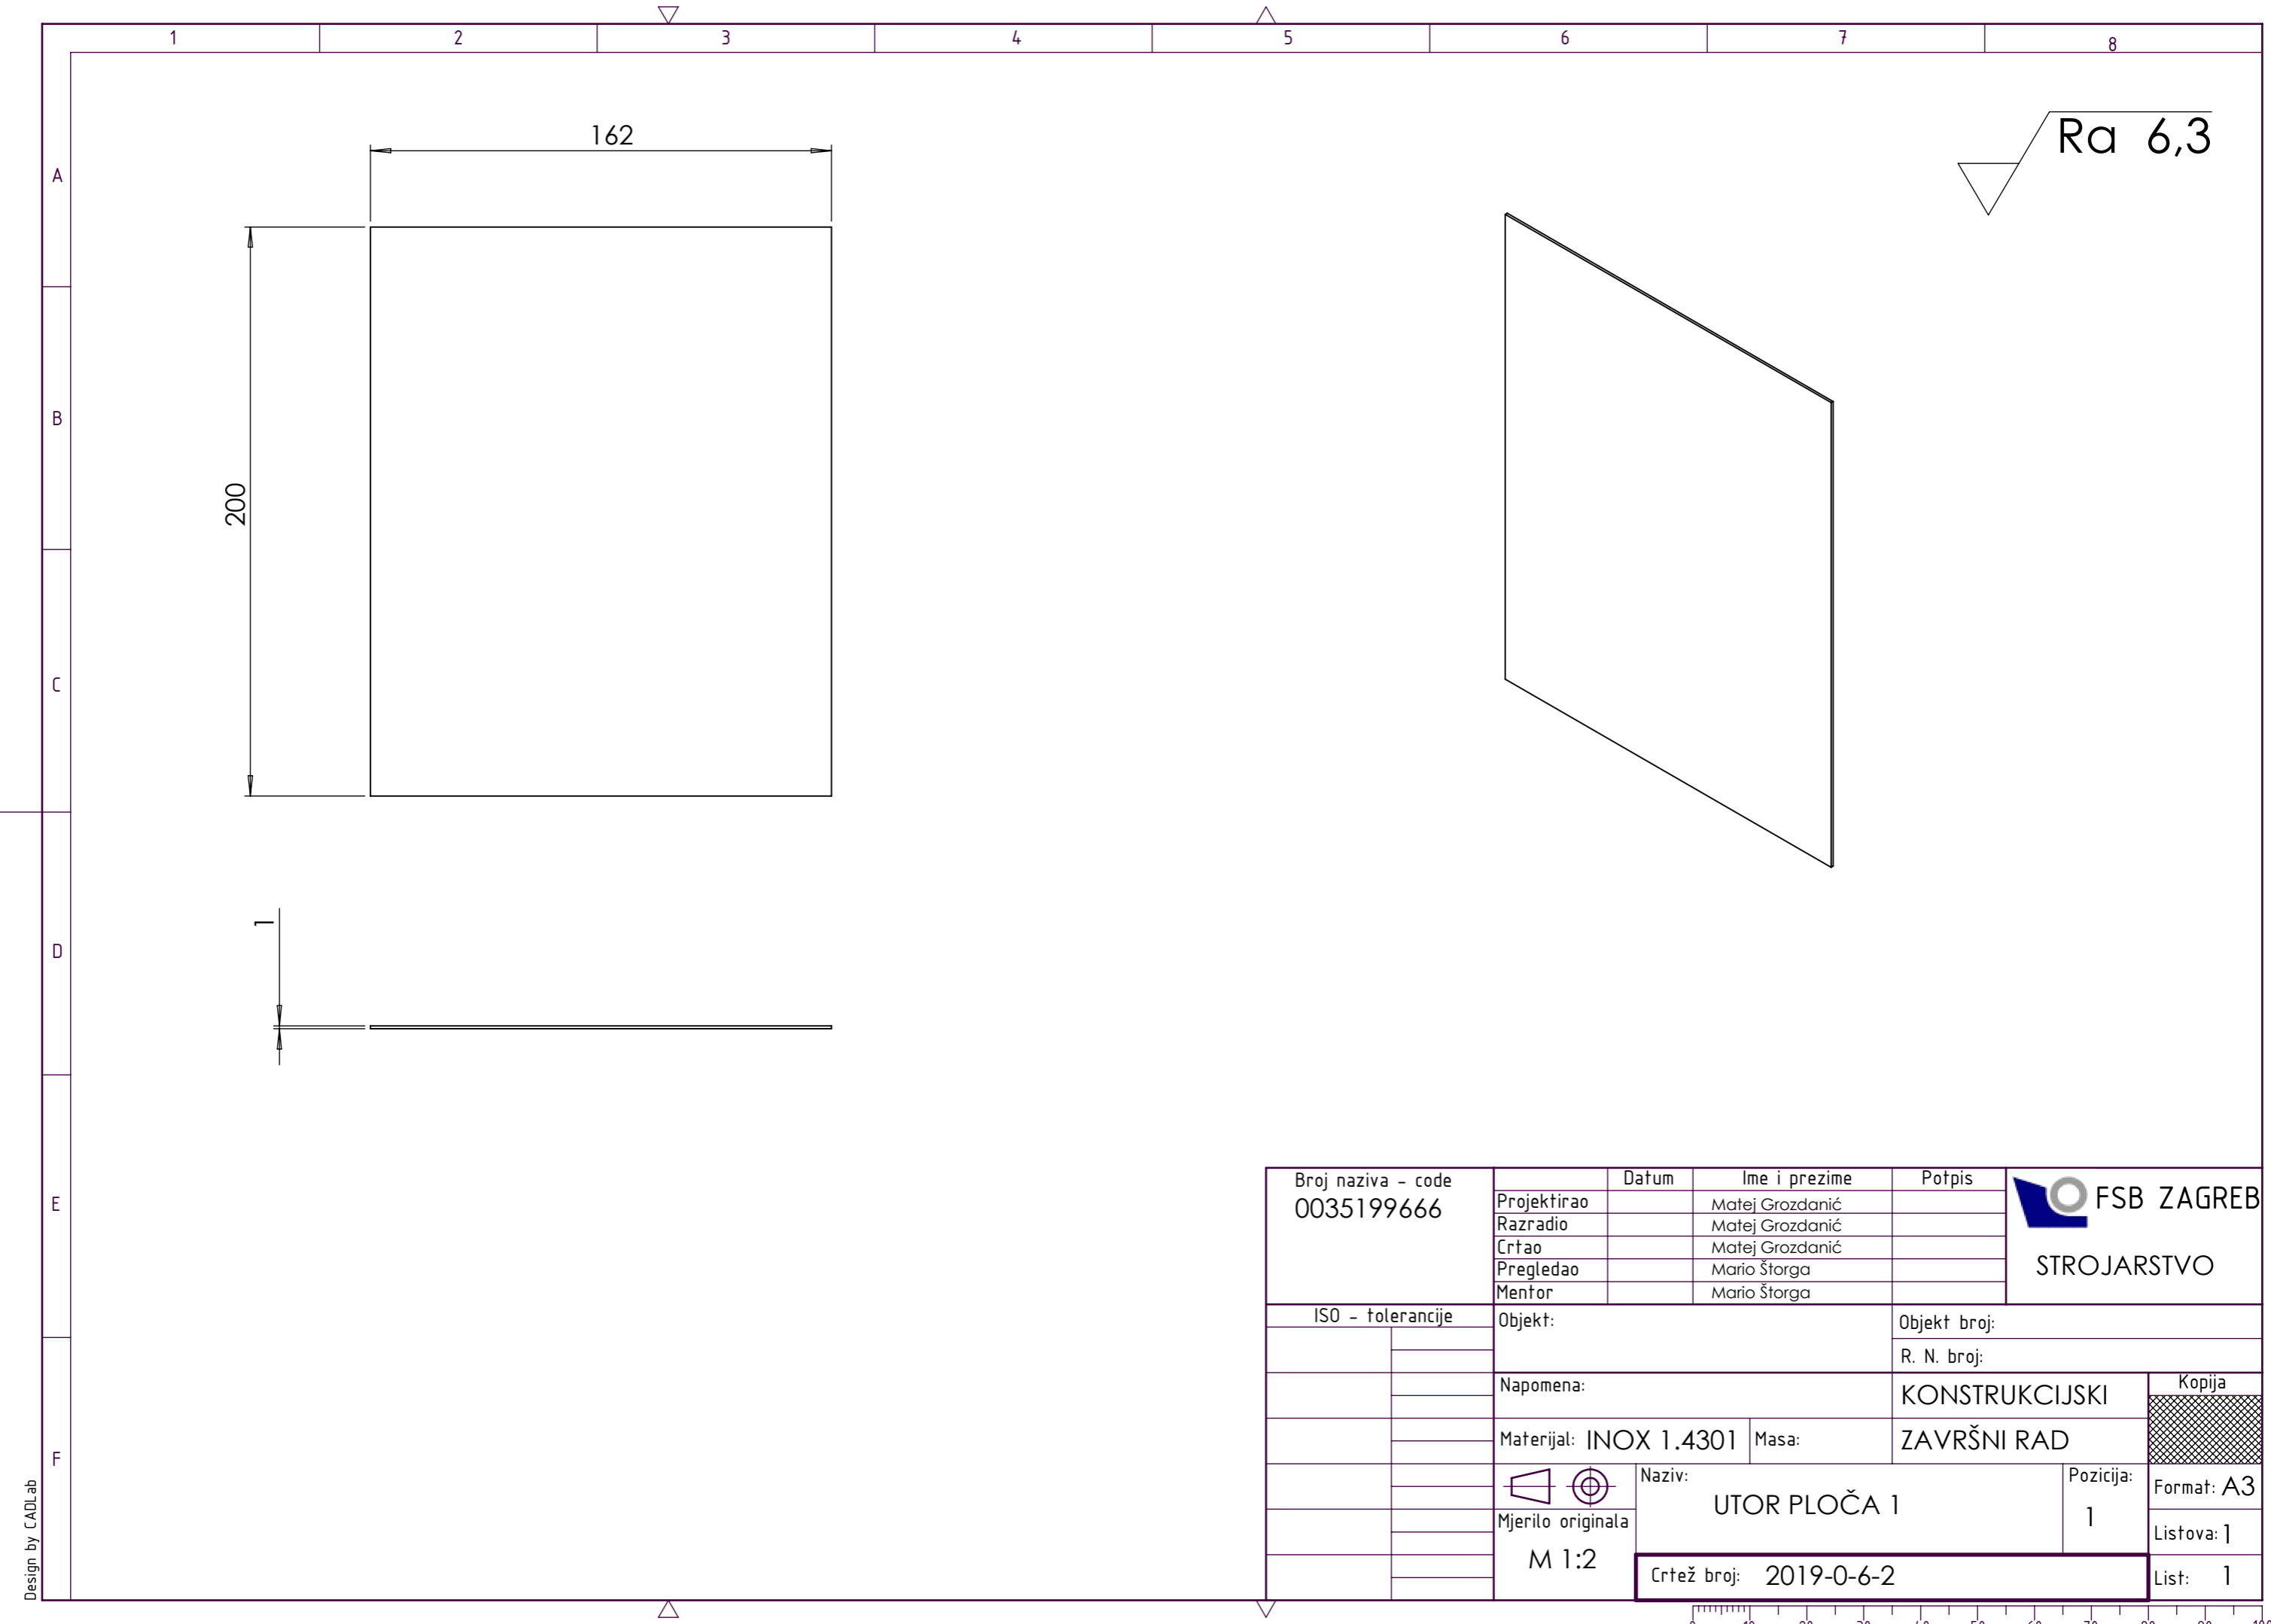 1 2 3 4 5 6 7 8
A
B
C
D
E
F
162
200
1
Ra 6,3
Broj naziva - code
0035199666
Datum Ime i prezime Potpis
Projektirao Matej Grozdanić
Razradio Matej Grozdanić
Crtao Matej Grozdanić
Pregledao Mario Štorga
Mentor Mario Štorga
FSB ZAGREB
STROJARSTVO
ISO - tolerancije
Objekt:
Objekt broj:
R. N. broj:
Napomena:
KONSTRUKCIJSKI
Kopija
Materijal: INOX 1.4301 Masa:
ZAVRŠNI RAD
Naziv:
UTOR PLOČA 1
Pozicija:
1
Format: A3
Mjerilo originala
M 1:2
Listova: 1
Crtež broj: 2019-0-6-2
List: 1
Design by CADLab